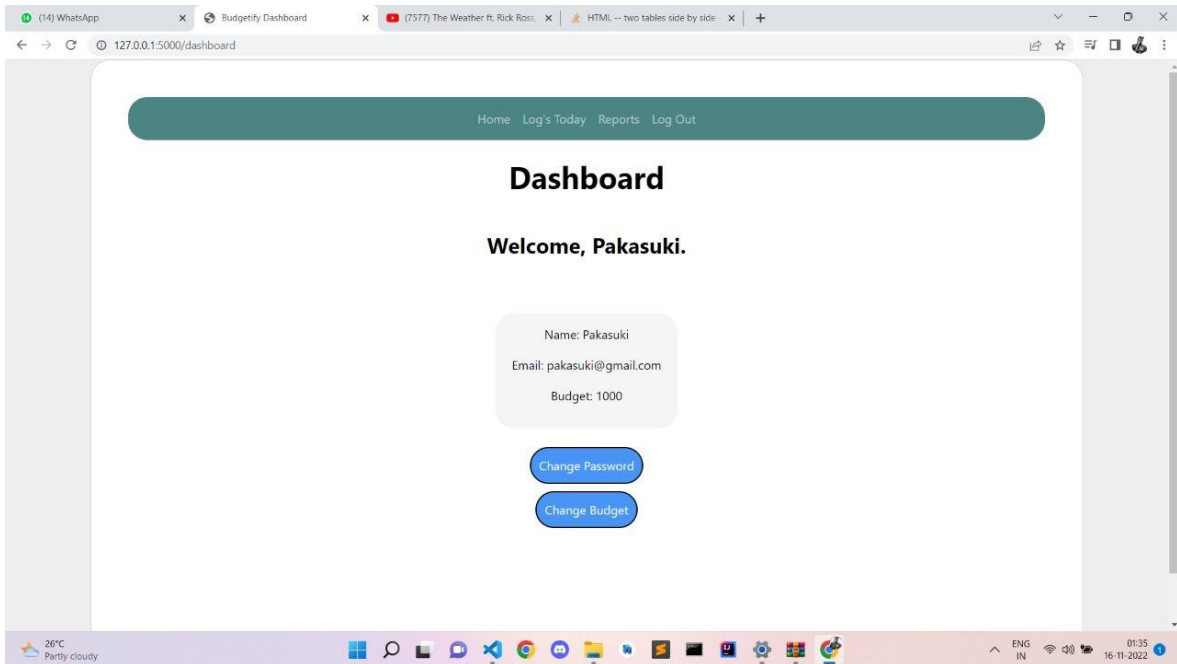 (14) WhatsApp
Budgetify Dashboard
(7577) The Weather ft. Rick Ross
HTML -- two tables side by side -
127.0.0.1:5000/dashboard
Home Log's Today Reports Log Out
Dashboard
Welcome, Pakasuki.
Name: Pakasuki
Email: pakasuki@gmail.com
Budget: 1000
Change Password
Change Budget
26°C
Partly cloudy
ENG
IN
01:35
16-11-2022
1